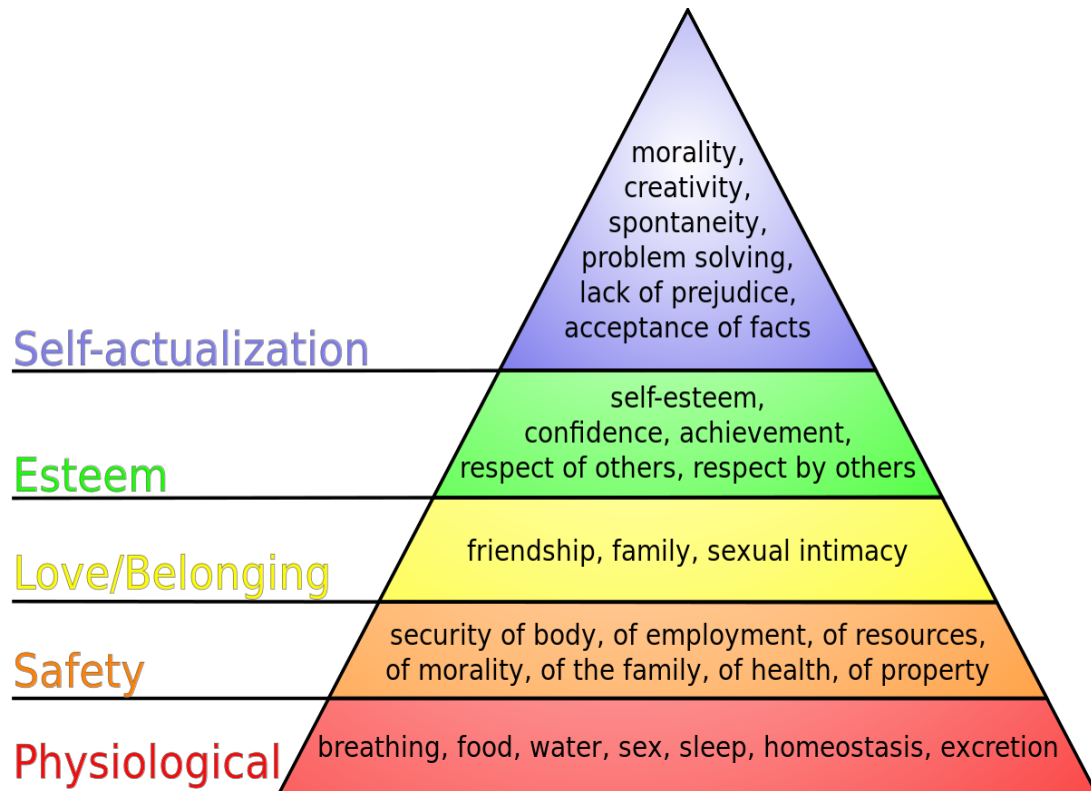 morality,
creativity,
spontaneity,
problem solving,
lack of prejudice,
acceptance of facts
Self-actualization
self-esteem,
confidence, achievement,
respect of others, respect by others
Esteem
friendship, family, sexual intimacy
Love/Belonging
security of body, of employment, of resources,
of morality, of the family, of health, of property
Safety
breathing, food, water, sex, sleep, homeostasis, excretion
Physiological